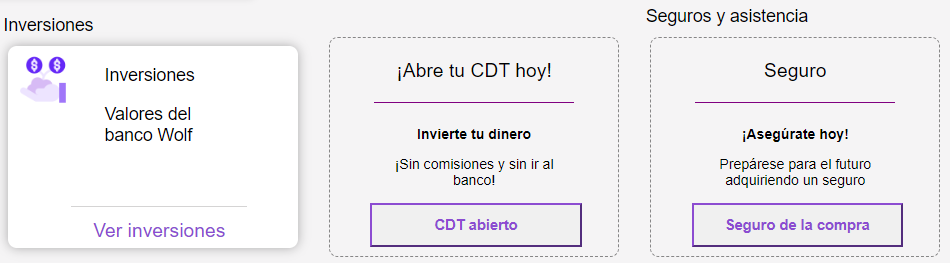 Inversiones
Inversiones
Valores del
banco Wolf
Ver inversiones
¡Abre tu CDT hoy!
Invierte tu dinero
¡Sin comisiones y sin ir al
banco!
CDT abierto
Seguros y asistencia
Seguro
¡Asegúrate hoy!
Prepárese para el futuro
adquiriendo un seguro
Seguro de la compra